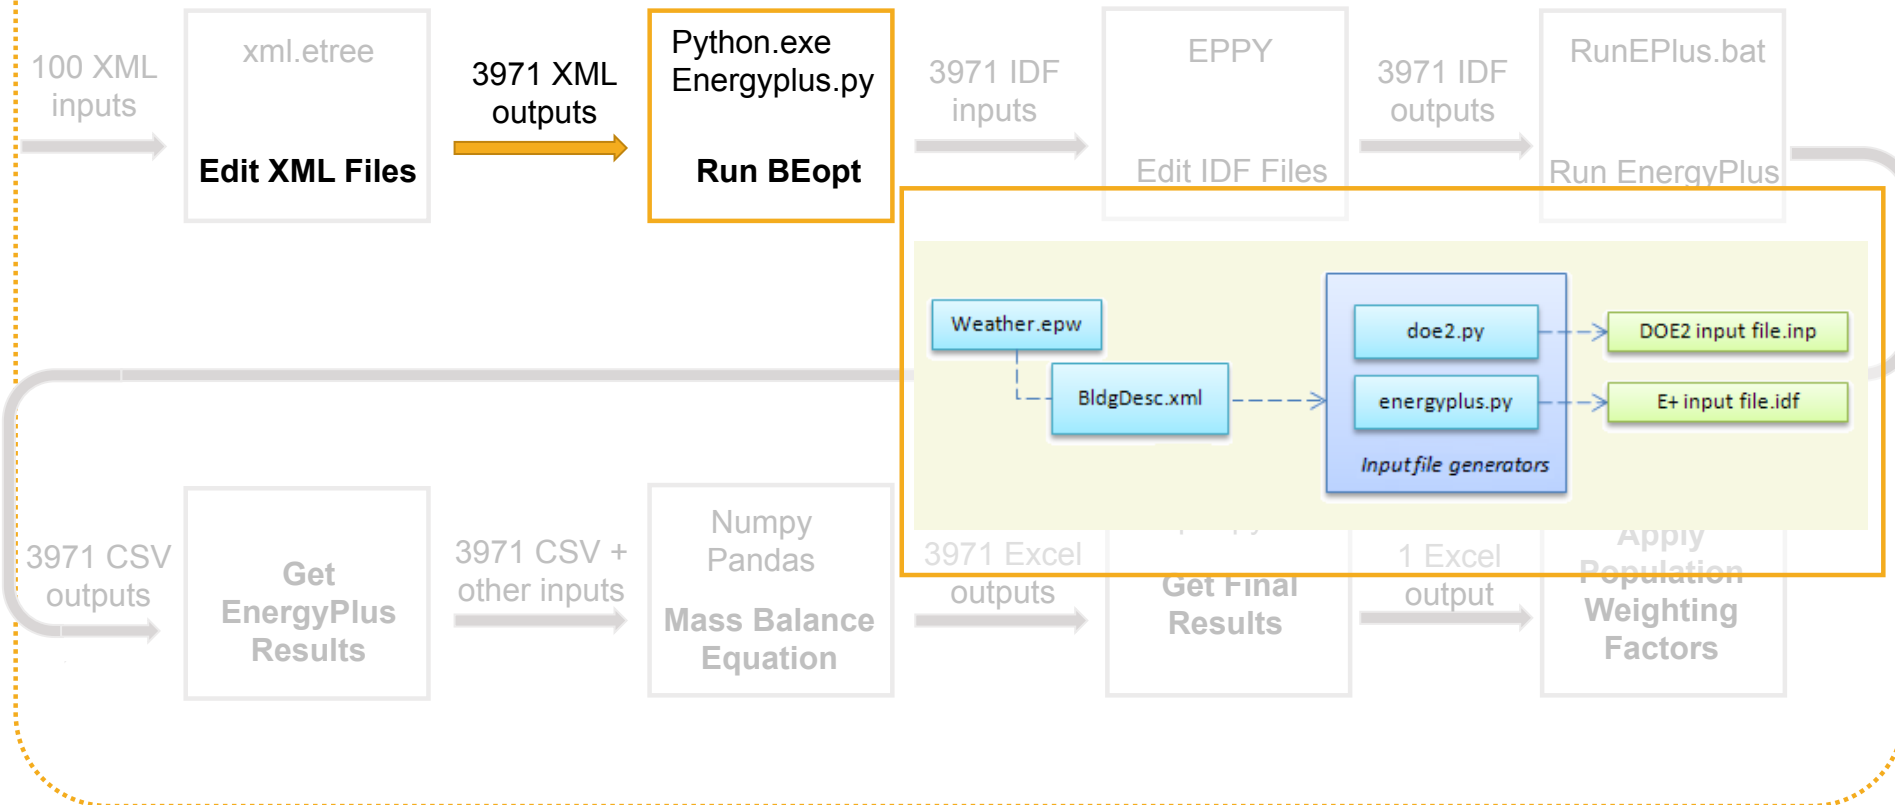 100 XML
inputs
xml.etree
Edit XML Files
3971 XML
outputs
Python.exe
Energyplus.py
Run BEopt
3971 IDF
inputs
EPPY
Edit IDF Files
3971 IDF
outputs
RunEPlus.bat
Run EnergyPlus
Weather.epw
BldgDesc.xml
doe2.py
energyplus.py
Input file generators
DOE2 input file.inp
E+ input file.idf
3971 CSV
outputs
Get
EnergyPlus
Results
3971 CSV +
other inputs
Numpy
Pandas
Mass Balance
Equation
3971 Excel
outputs
Get Final
Results
1 Excel
output
Apply
Population
Weighting
Factors